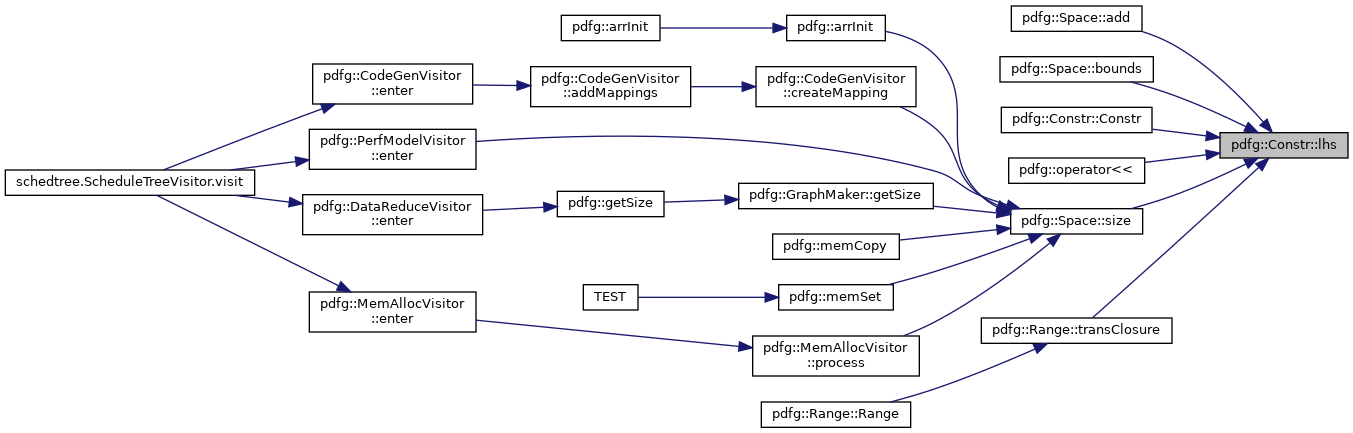 pdfg::Space::add
pdfg::arrInit
pdfg::arrInit
pdfg::Space::bounds
pdfg::CodeGenVisitor
::enter
pdfg::CodeGenVisitor
::addMappings
pdfg::CodeGenVisitor
::createMapping
pdfg::Constr::Constr
pdfg::PerfModelVisitor
::enter
pdfg::Constr::lhs
pdfg::operator<<
schedtree.ScheduleTreeVisitor.visit
pdfg::DataReduceVisitor
::enter
pdfg::getSize
pdfg::GraphMaker::getSize
pdfg::Space::size
pdfg::memCopy
TEST
pdfg::memSet
pdfg::MemAllocVisitor
::enter
pdfg::Range::transClosure
pdfg::MemAllocVisitor
::process
pdfg::Range::Range